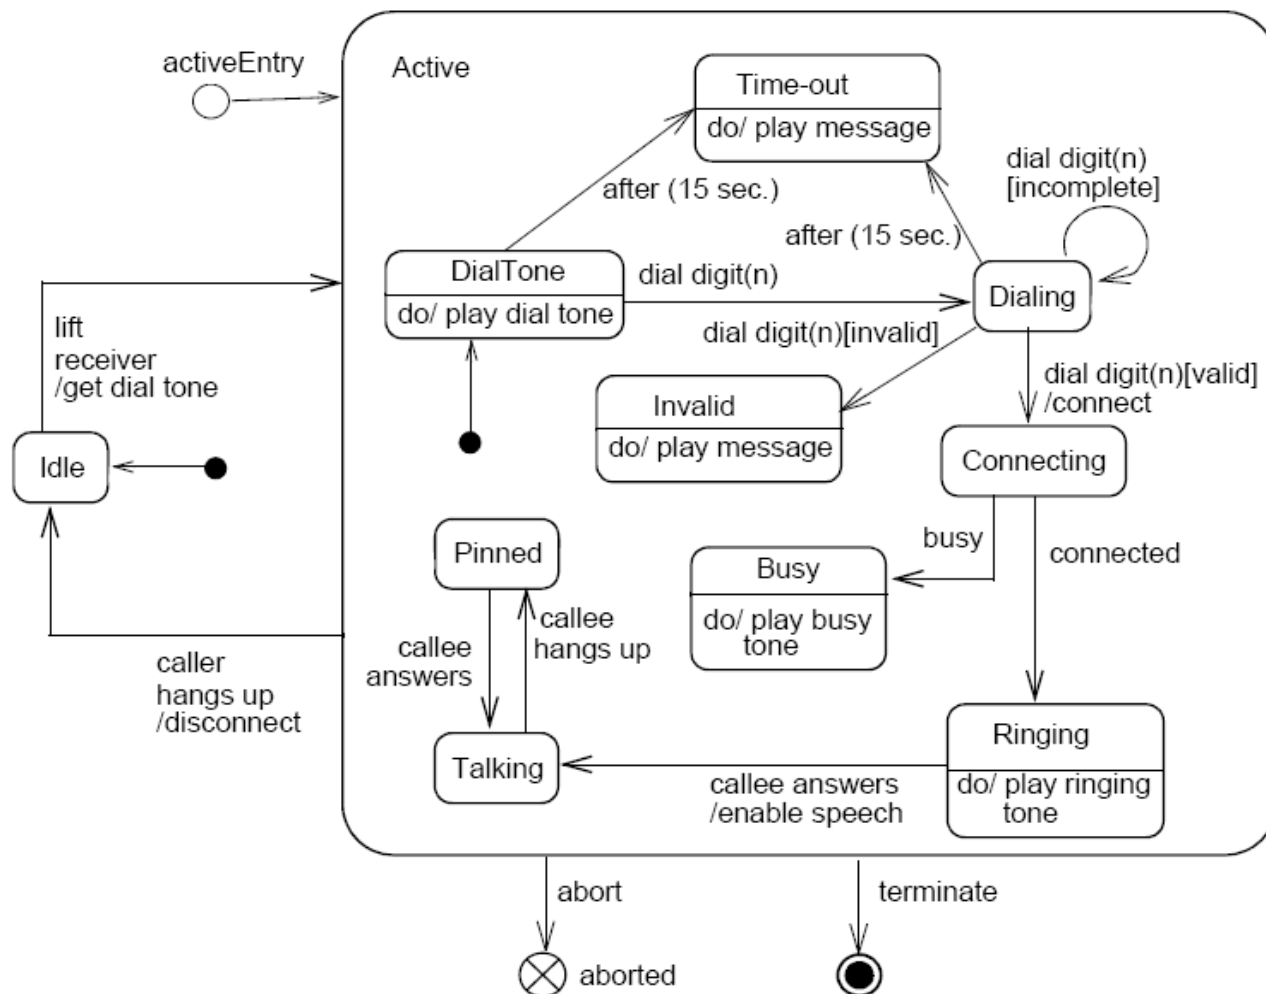 activeEntry
Active
Time-out
do/ play message
dial digit(n)
[incomplete]
after (15 sec.)
after (15 sec.)
DialTone
do/ play dial tone
dial digit(n)
Dialing
lift
receiver
/get dial tone
dial digit(n)[invalid]
dial digit(n)[valid]
/connect
Invalid
do/ play message
Idle
Connecting
Pinned
busy
connected
Busy
do/ play busy
tone
callee
hangs up
callee
answers
caller
hangs up
/disconnect
Talking
Ringing
do/ play ringing
tone
callee answers
/enable speech
abort
terminate
aborted